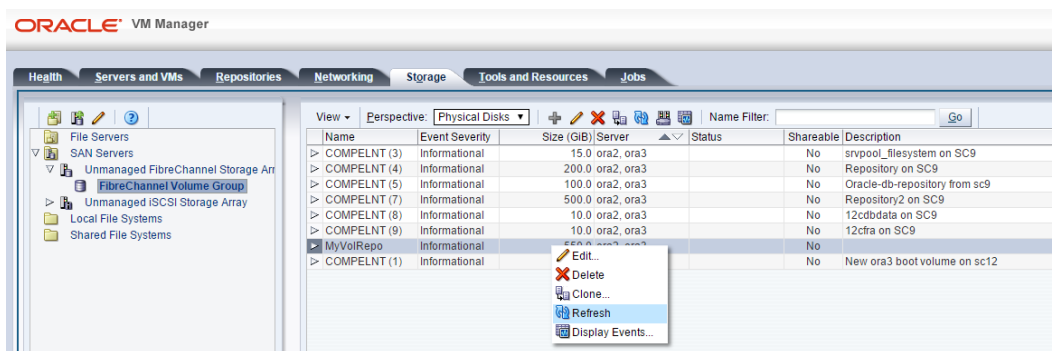 ORACLE VM Manager
Health Servers and VMs Repositories Networking Storage Tools and Resources Jobs
View Perspective: Physical Disks Name Filter: Go
File Servers
SAN Servers
Unmanaged FibreChannel Storage Arr
FibreChannel Volume Group
Unmanaged iSCSI Storage Array
Local File Systems
Shared File Systems
Name Event Severity Size (GiB) Server Status Shareable Description
COMPELNT (3) Informational 15.0 ora2, ora3 No srvpool_filesystem on SC9
COMPELNT (4) Informational 200.0 ora2, ora3 No Repository on SC9
COMPELNT (5) Informational 100.0 ora2, ora3 No Oracle-db-repository from sc9
COMPELNT (7) Informational 500.0 ora2, ora3 No Repository2 on SC9
COMPELNT (8) Informational 10.0 ora2, ora3 No 12cdbdata on SC9
COMPELNT (9) Informational 10.0 ora2, ora3 No 12cfra on SC9
MyVolRepo Informational 550.0 ora2, ora3 No
COMPELNT (1) Informational No New ora3 boot volume on sc12
Edit...
Delete
Clone...
Refresh
Display Events...